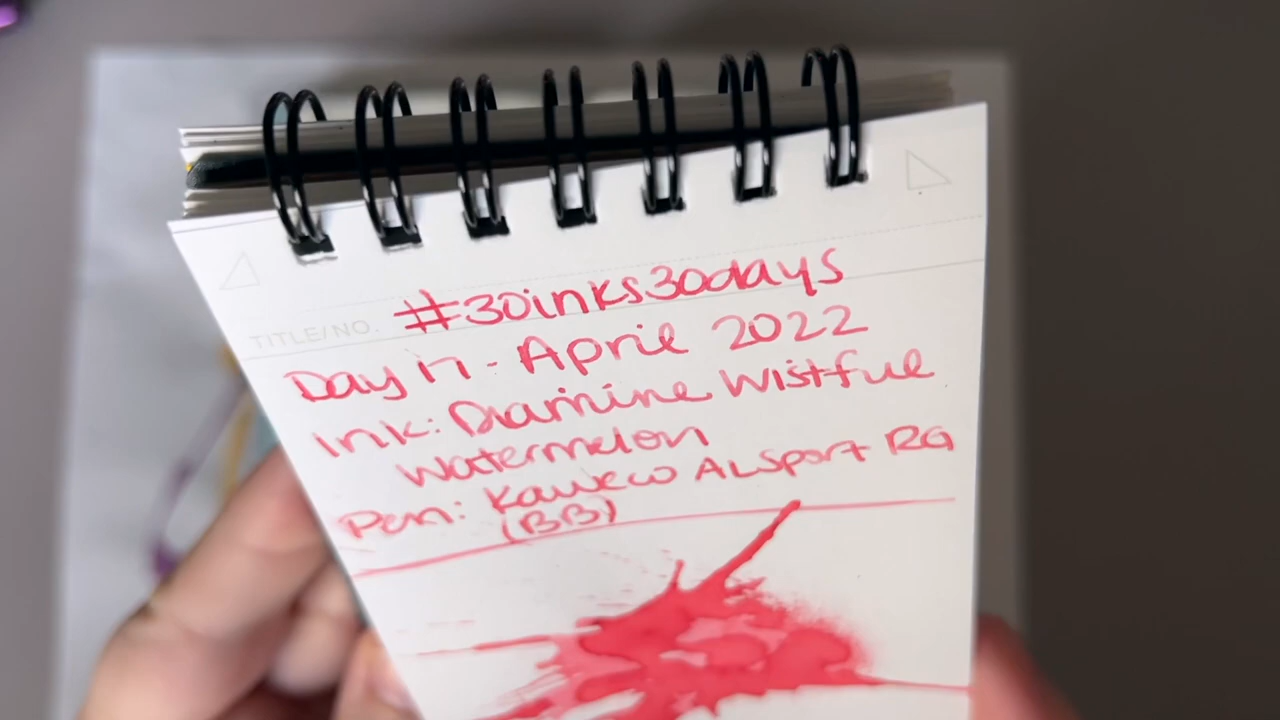 TITLE/NO.
#30inks30days
Day 17 - April 2022
Ink: Diamine Wistful
Watermelon
Pen: Kaweco ALSport RG
(BB)